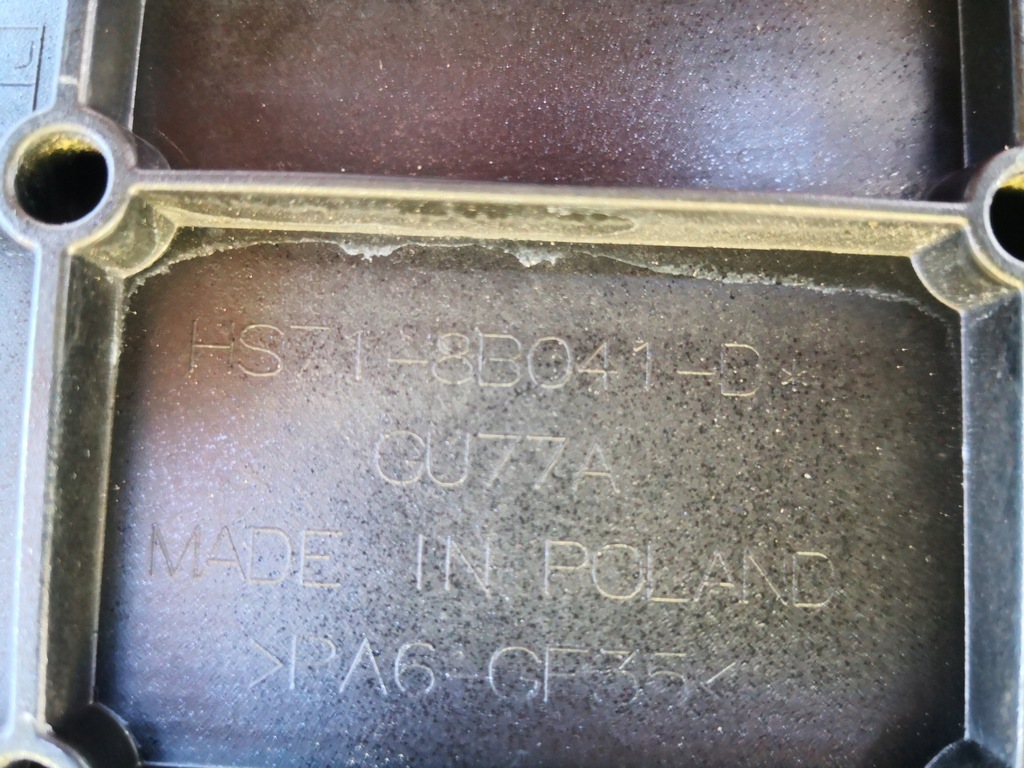 HS71-8B041-D*
GU77A
MADE IN POLAND
>PA6-GF35<